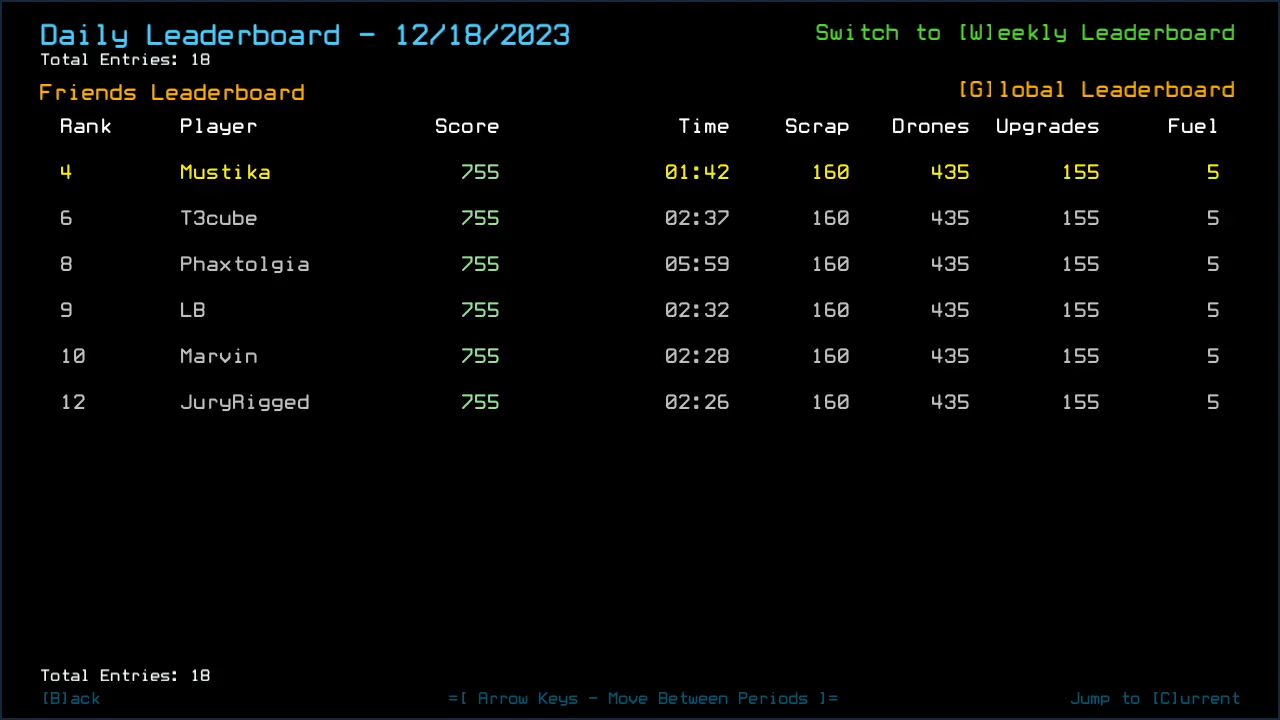 Daily Leaderboard - 12/18/2023 Switch to [W]eekly Leaderboard
Total Entries: 18
Friends Leaderboard [G]lobal Leaderboard
Rank Player Score Time Scrap Drones Upgrades Fuel
4 Mustika 755 01:42 160 435 155 5
6 T3cube 755 02:37 160 435 155 5
8 Phaxtolgia 755 05:59 160 435 155 5
9 LB 755 02:32 160 435 155 5
10 Marvin 755 02:28 160 435 155 5
12 JuryRigged 755 02:26 160 435 155 5
Total Entries: 18
[B]ack =[ Arrow Keys - Move Between Periods ]= Jump to [C]urrent